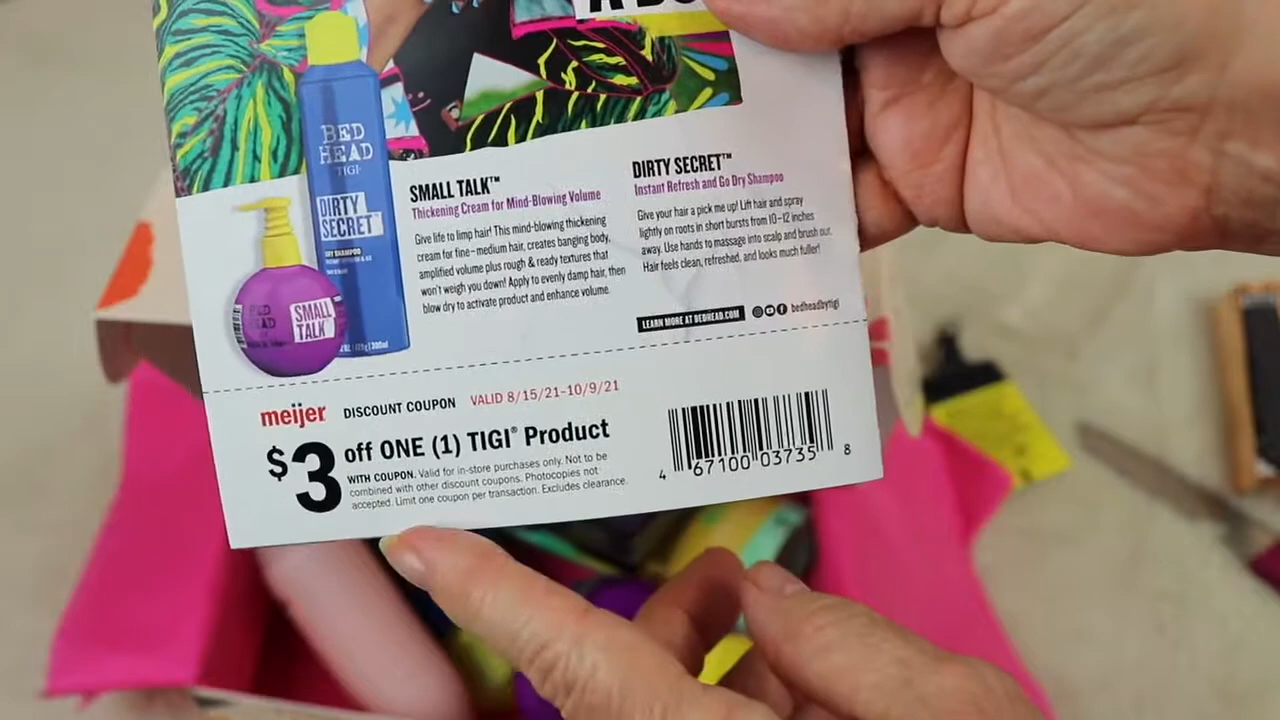 BED
HEAD
TIGI
DIRTY
SECRET™
DRY SHAMPOO
SMALL
TALK™
SMALL TALK™
Thickening Cream for Mind-Blowing Volume
Give life to limp hair! This mind-blowing thickening
cream for fine-medium hair, creates banging body,
amplified volume plus rough & ready textures that
won't weigh you down! Apply to evenly damp hair, then
blow dry to activate product and enhance volume.
DIRTY SECRET™
Instant Refresh and Go Dry Shampoo
Give your hair a pick me up! Lift hair and spray
lightly on roots in short bursts from 10-12 inches
away. Use hands to massage into scalp and brush out.
Hair feels clean, refreshed, and looks much fuller!
LEARN MORE AT BEDHEAD.COM
bedheadbytigi
meijer DISCOUNT COUPON VALID 8/15/21-10/9/21
$3 off ONE (1) TIGI® Product
WITH COUPON. Valid for in-store purchases only. Not to be
combined with other discount coupons. Photocopies not
accepted. Limit one coupon per transaction. Excludes clearance.
4 67100 03735 8